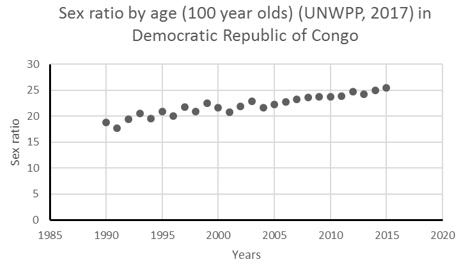 Sex ratio by age (100 year olds) (UNWPP, 2017) in
Democratic Republic of Congo
30
25
20
15
10
5
0
Sex ratio
1985 1990 1995 2000 2005 2010 2015 2020
Years